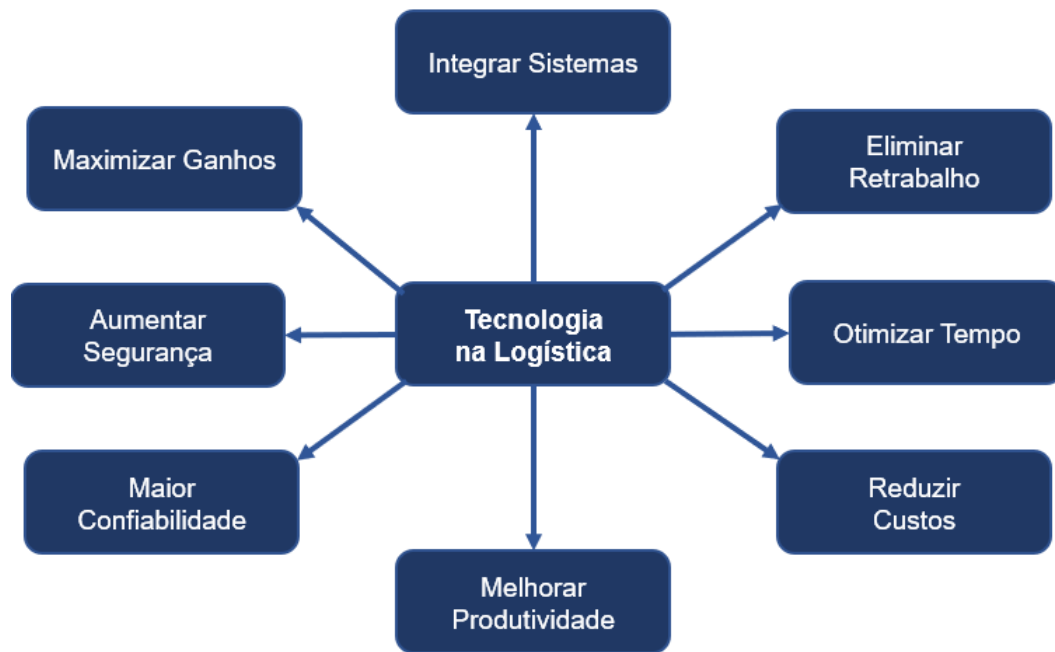 Integrar Sistemas
Maximizar Ganhos
Eliminar
Retrabalho
Aumentar
Segurança
Tecnologia
na Logística
Otimizar Tempo
Maior
Confiabilidade
Reduzir
Custos
Melhorar
Produtividade